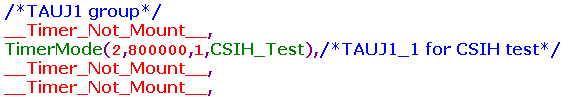 /*TAUJ1 group*/
__Timer_Not_Mount__,
TimerMode(2,800000,1,CSIH_Test),/*TAUJ1_1 for CSIH test*/
__Timer_Not_Mount__,
__Timer_Not_Mount__,